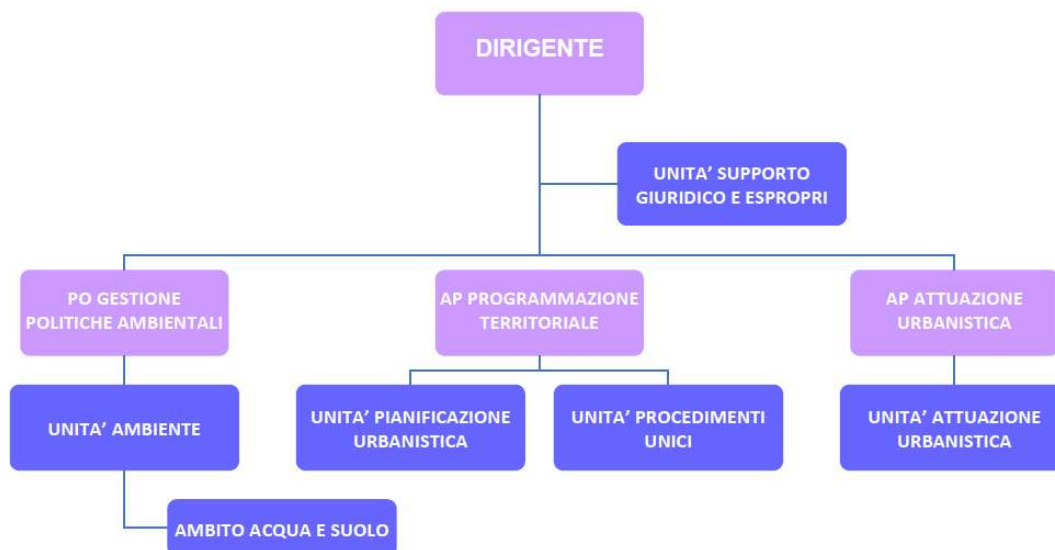 DIRIGENTE
UNITA’ SUPPORTO
GIURIDICO E ESPROPRI
PO GESTIONE
POLITICHE AMBIENTALI
AP PROGRAMMAZIONE
TERRITORIALE
AP ATTUAZIONE
URBANISTICA
UNITA’ AMBIENTE
UNITA’ PIANIFICAZIONE
URBANISTICA
UNITA’ PROCEDIMENTI
UNICI
UNITA’ ATTUAZIONE
URBANISTICA
AMBITO ACQUA E SUOLO